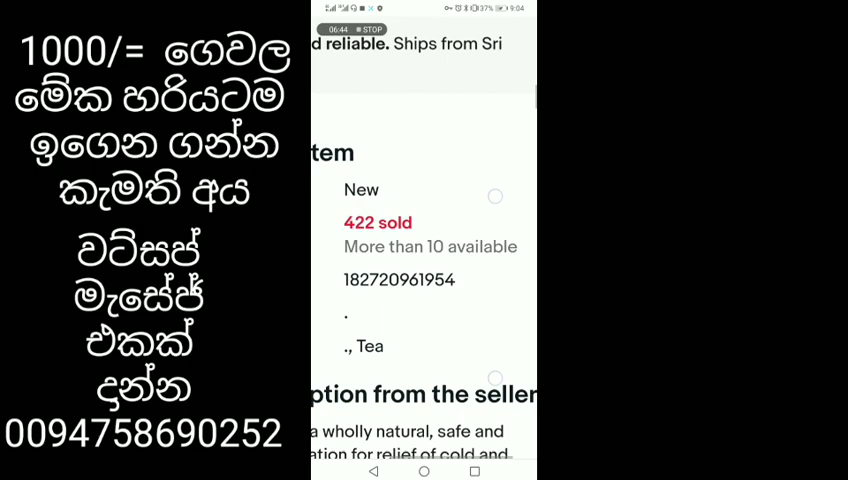 1000/= ගෙවල
මේක හරියටම
ඉගෙන ගන්න
කැමති අය
වට්සප්
මැසේජ්
එකක්
දාන්න
0094758690252
37% 9:04
06:44 STOP
d reliable. Ships from Sri
tem
New
422 sold
More than 10 available
182720961954
.
., Tea
ption from the seller
a wholly natural, safe and
ation for relief of cold and